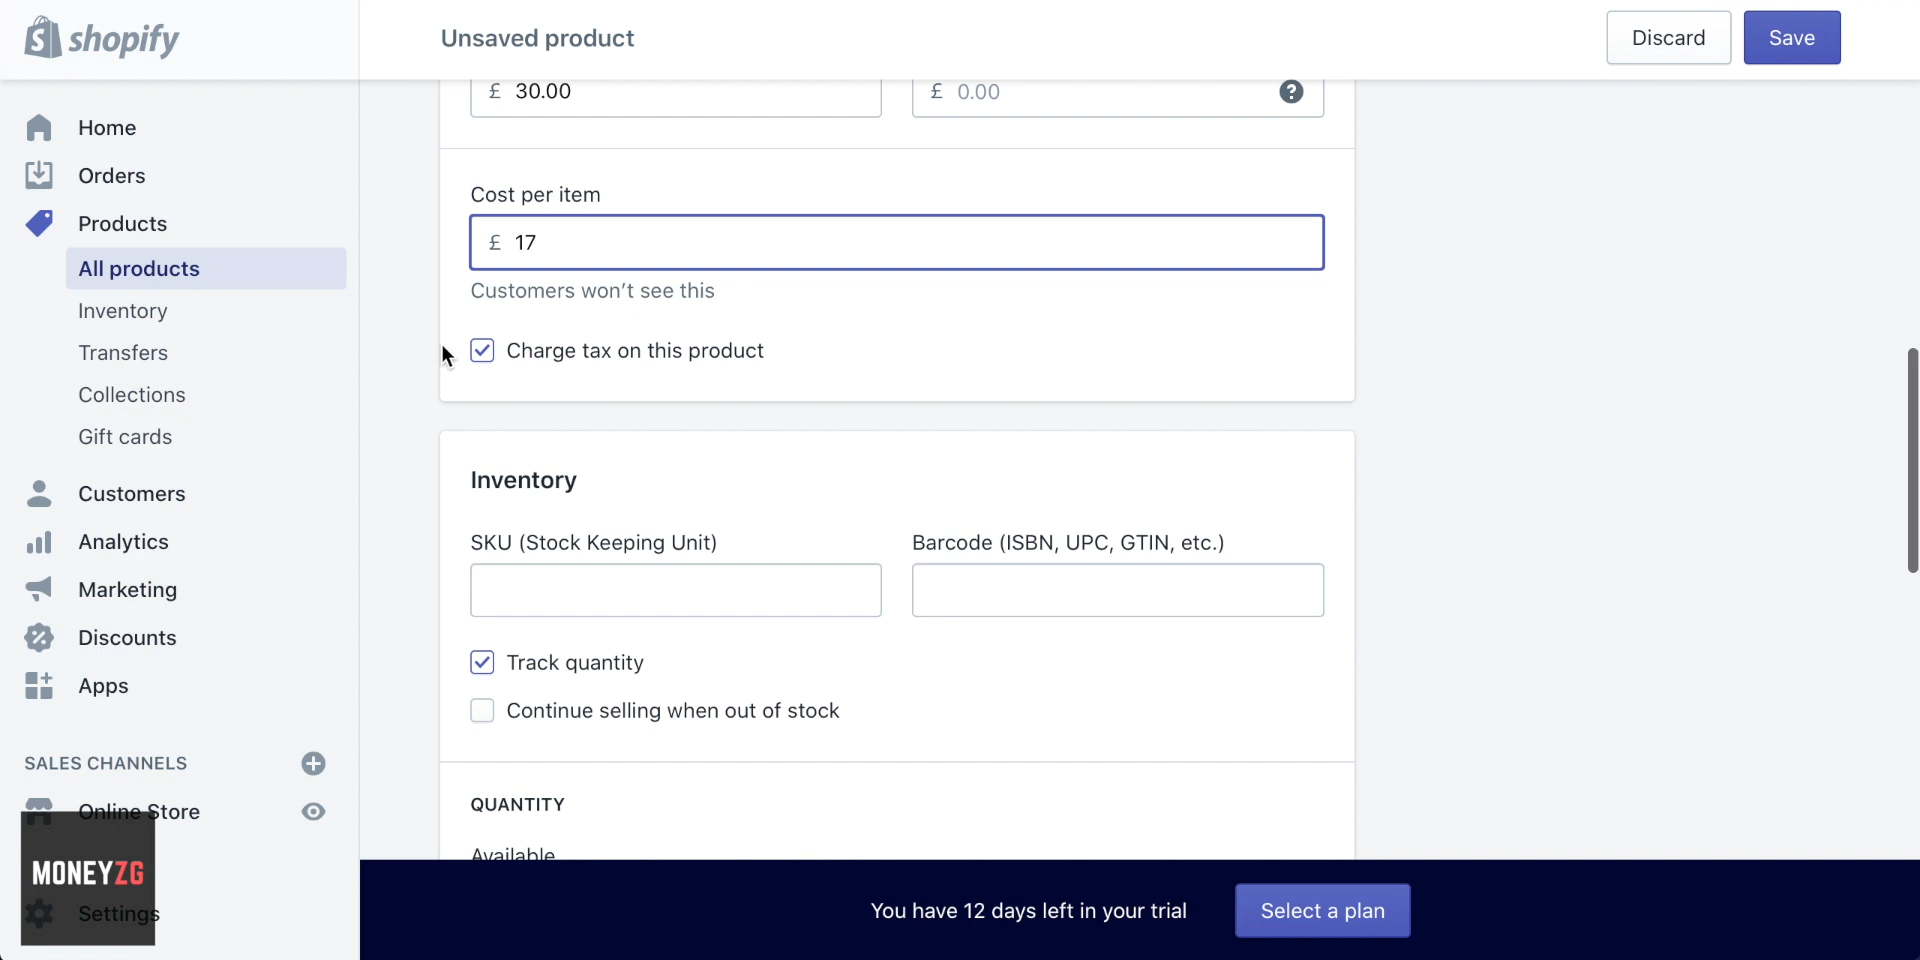 shopify
Unsaved product
Discard
Save
£ 30.00
£ 0.00
?
Home
Orders
Products
All products
Inventory
Transfers
Collections
Gift cards
Customers
Analytics
Marketing
Discounts
Apps
SALES CHANNELS
Online Store
Settings
MONEYZG
Cost per item
£ 17
Customers won't see this
Charge tax on this product
Inventory
SKU (Stock Keeping Unit)
Barcode (ISBN, UPC, GTIN, etc.)
Track quantity
Continue selling when out of stock
QUANTITY
Available
You have 12 days left in your trial
Select a plan